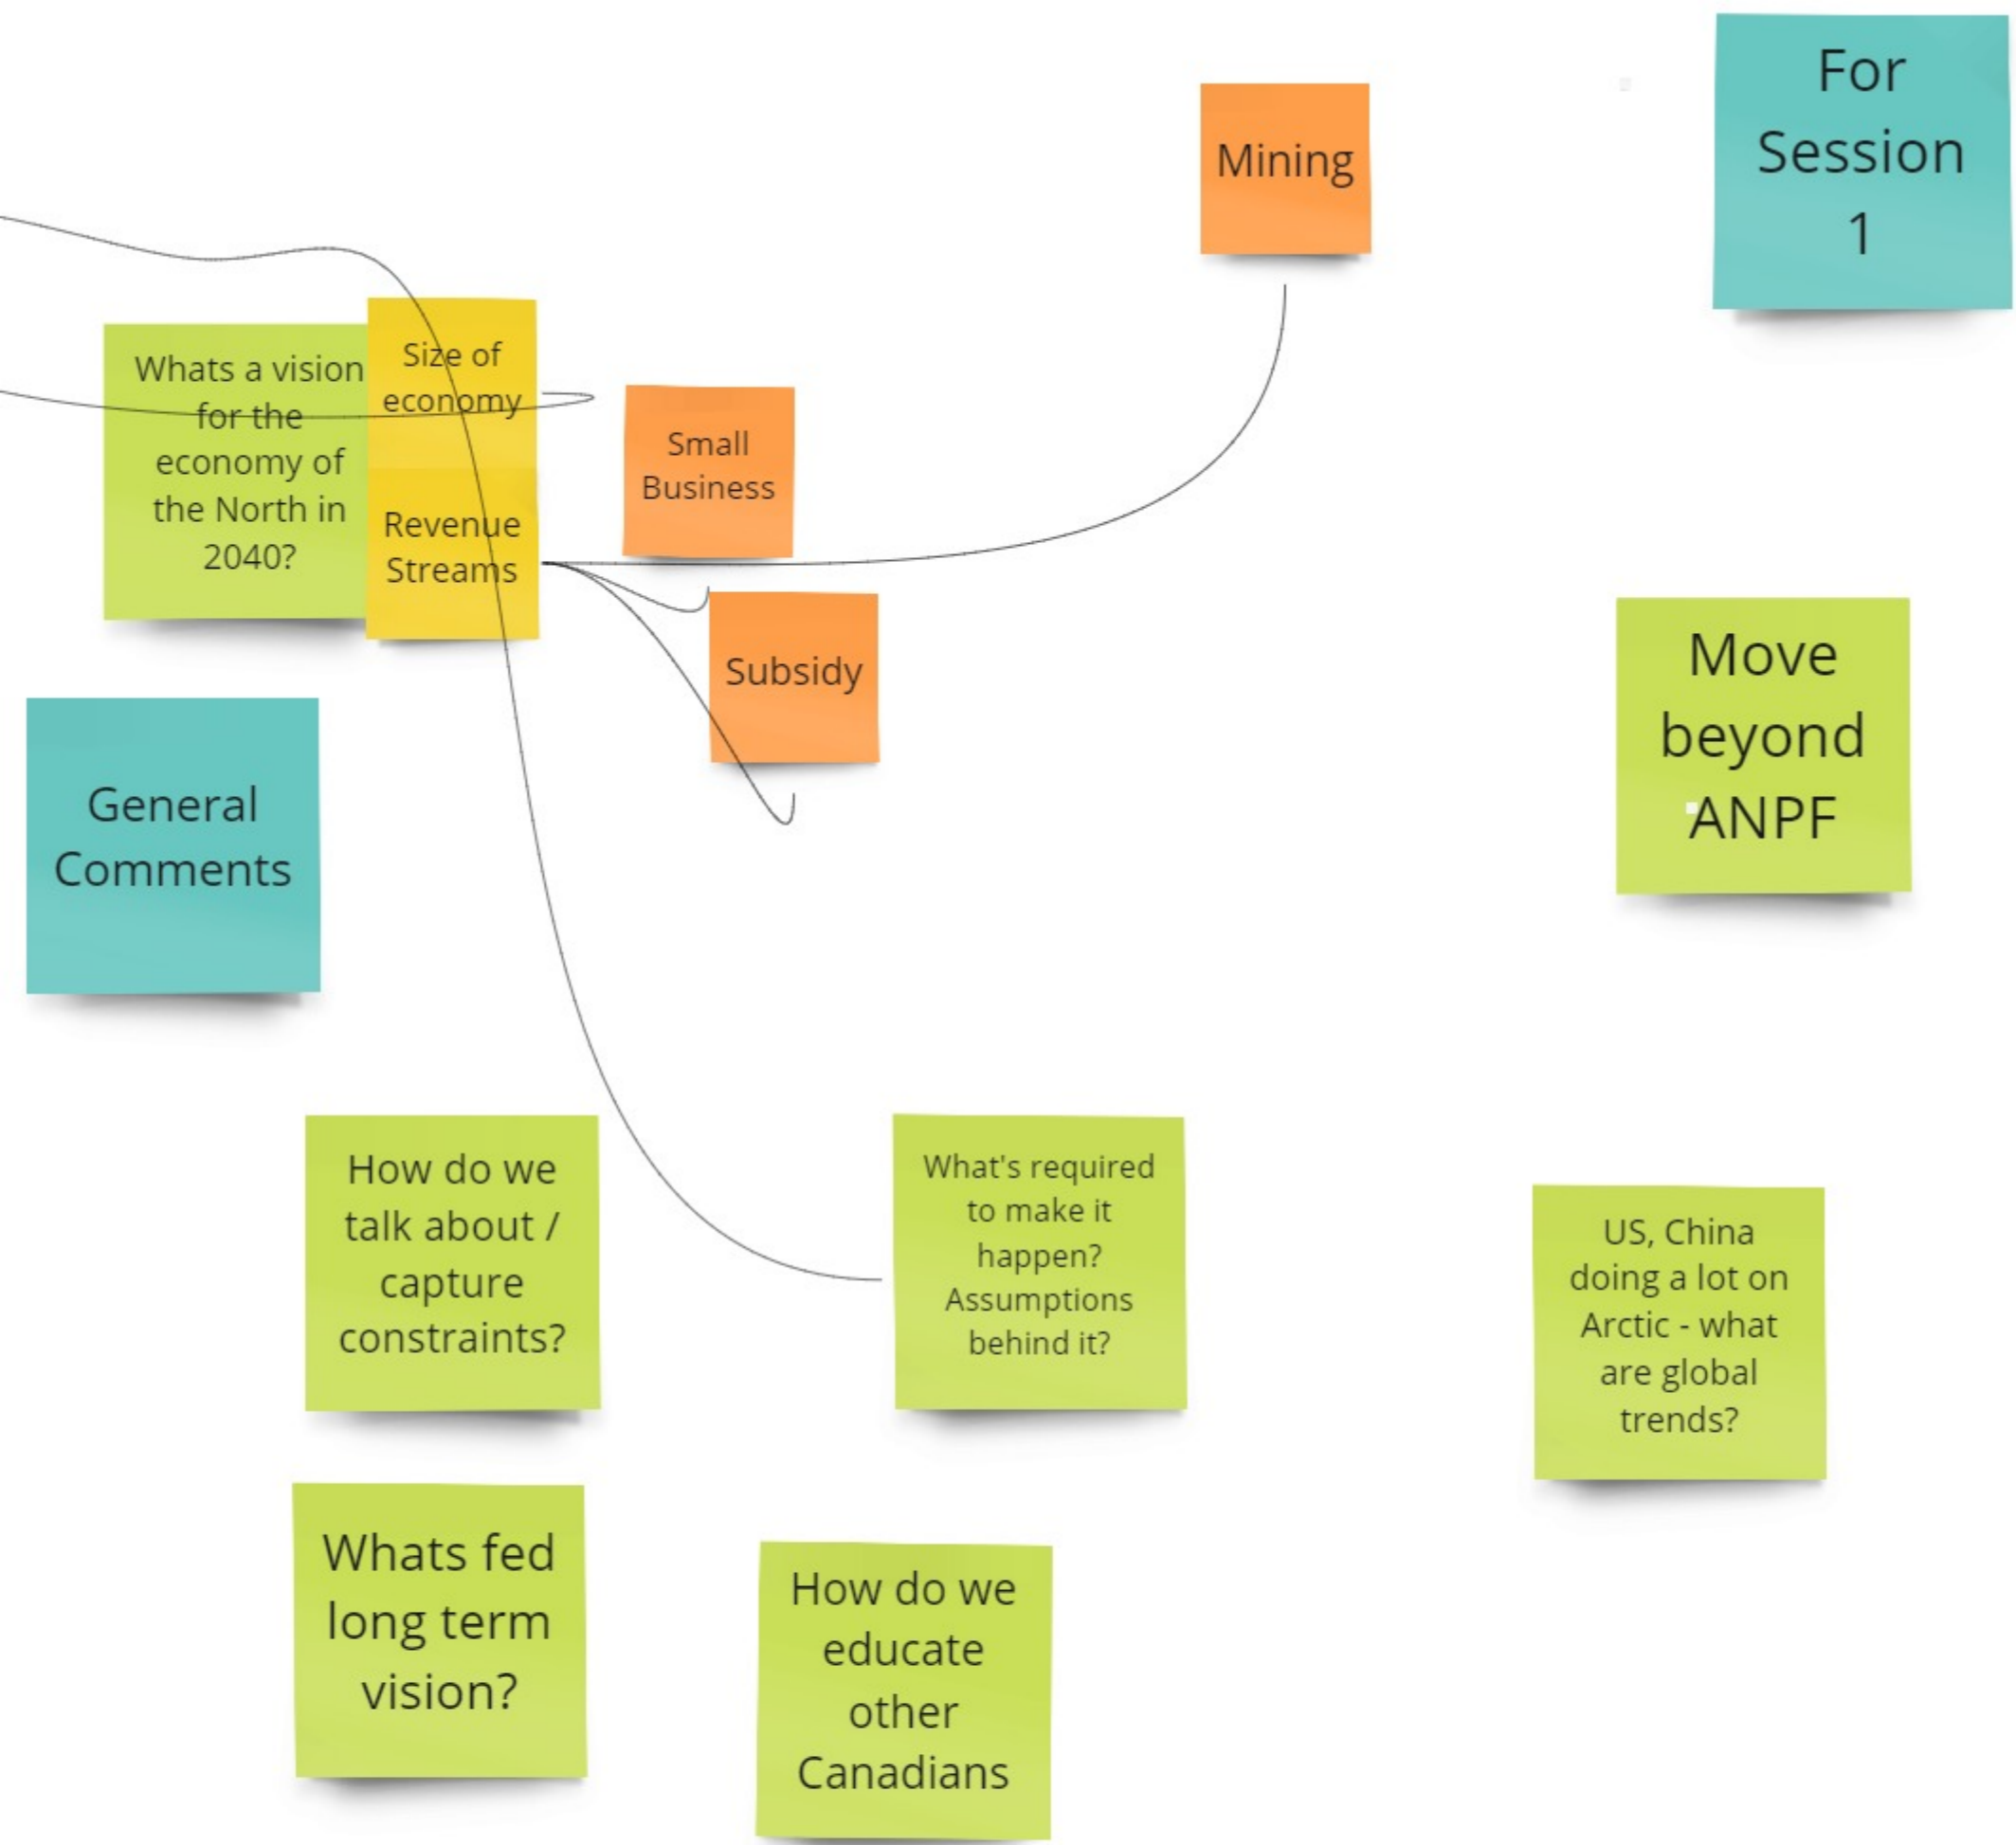 For
Session
1
Mining
Whats a vision
for the
economy of
the North in
2040?
Size of
economy
Revenue
Streams
Small
Business
Subsidy
Move
beyond
ANPF
General
Comments
How do we
talk about /
capture
constraints?
What's required
to make it
happen?
Assumptions
behind it?
US, China
doing a lot on
Arctic - what
are global
trends?
Whats fed
long term
vision?
How do we
educate
other
Canadians